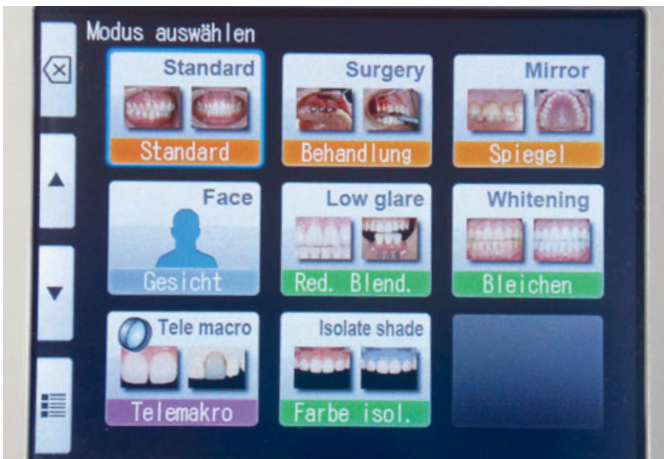 Modus auswählen
Standard
Surgery
Mirror
Standard
Behandlung
Spiegel
Face
Low glare
Whitening
Gesicht
Red. Blend.
Bleichen
Tele macro
Isolate shade
Telemakro
Farbe isol.